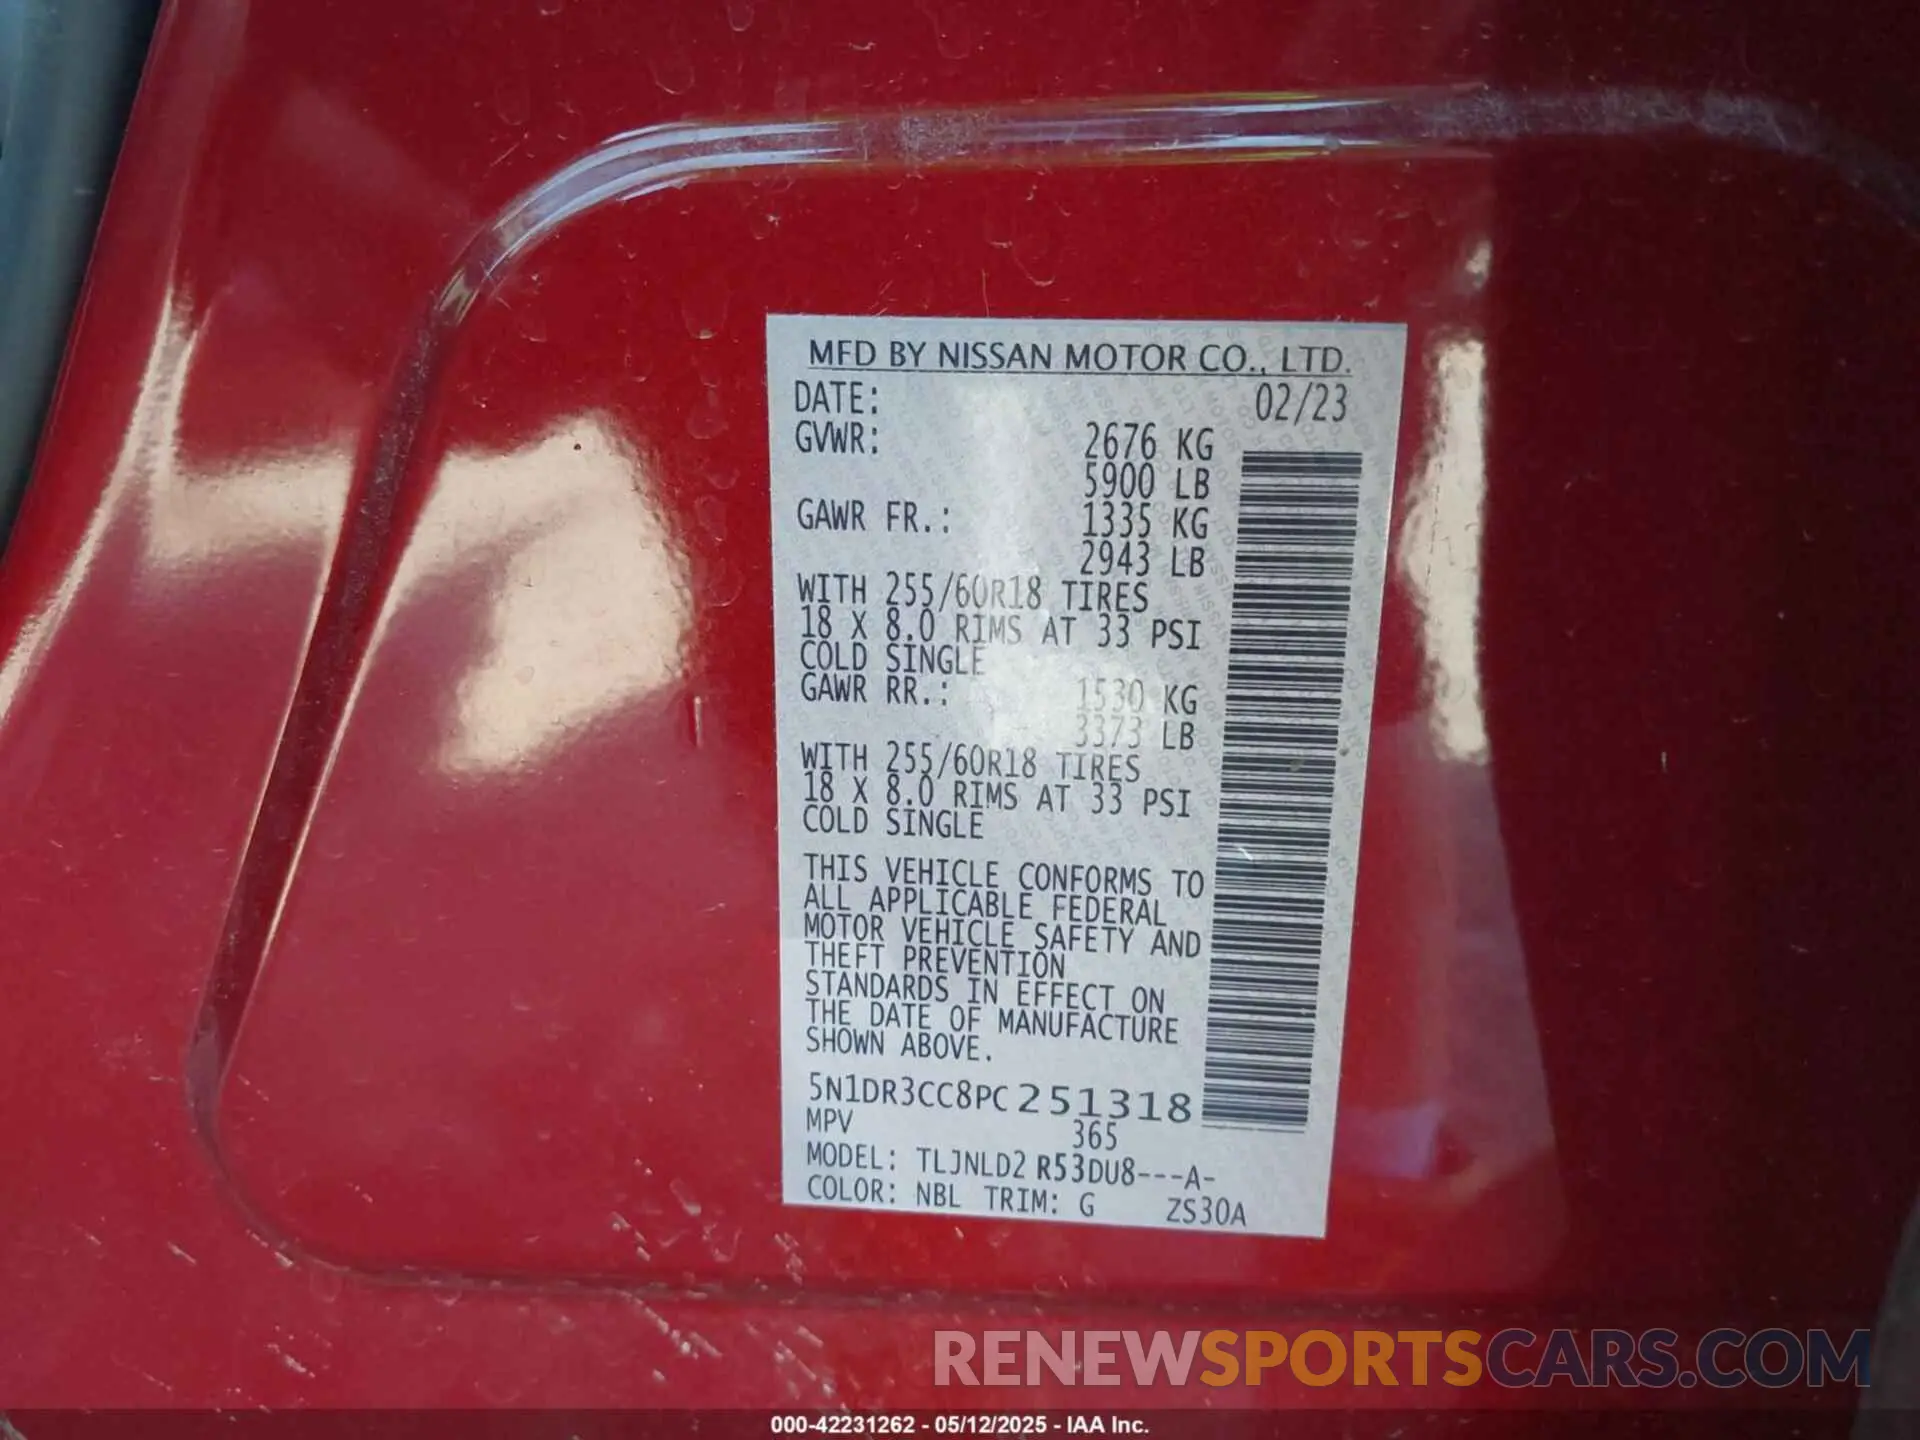 MFD BY NISSAN MOTOR CO., LTD.
DATE: 02/23
GVWR: 2676 KG
5900 LB
GAWR FR.: 1335 KG
2943 LB
WITH 255/60R18 TIRES
18 X 8.0 RIMS AT 33 PSI
COLD SINGLE
GAWR RR.: 1530 KG
3373 LB
WITH 255/60R18 TIRES
18 X 8.0 RIMS AT 33 PSI
COLD SINGLE
THIS VEHICLE CONFORMS TO
ALL APPLICABLE FEDERAL
MOTOR VEHICLE SAFETY AND
THEFT PREVENTION
STANDARDS IN EFFECT ON
THE DATE OF MANUFACTURE
SHOWN ABOVE.
5N1DR3CC8PC251318
MPV 365
MODEL: TLJNLD2 R53DU8---A-
COLOR: NBL TRIM: G ZS30A
RENEWSPORTSCARS.COM
000-42231262 - 05/12/2025 - IAA Inc.